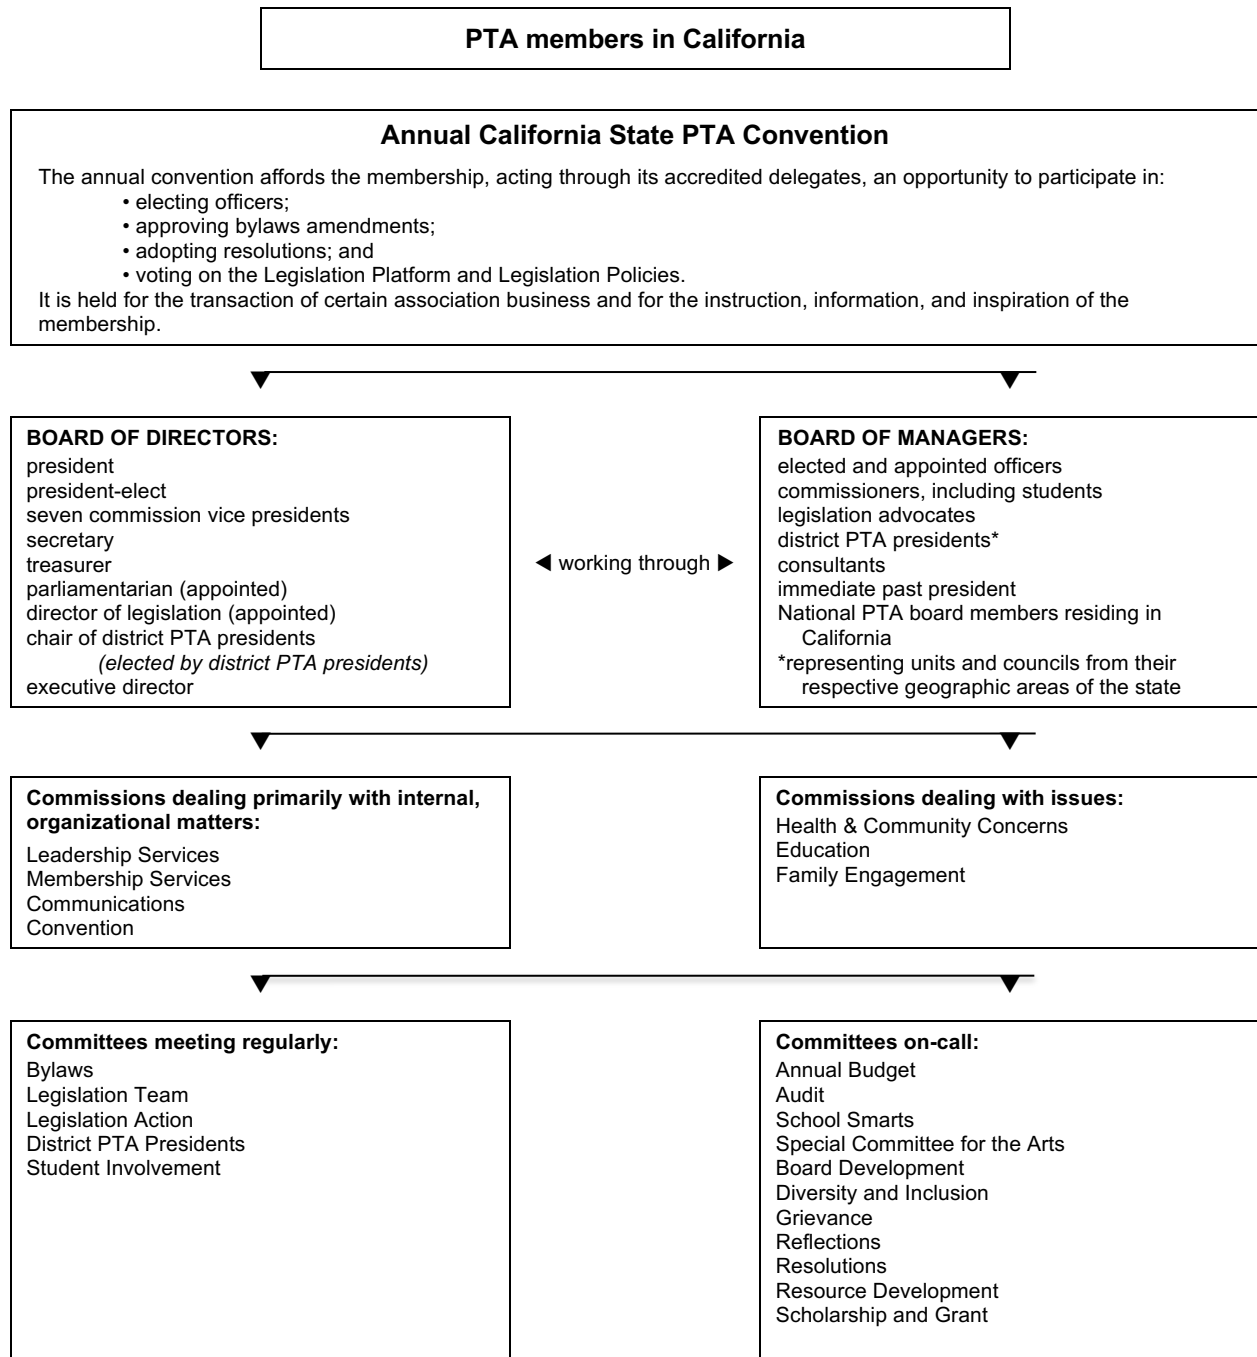 PTA members in California
Annual California State PTA Convention
The annual convention affords the membership, acting through its accredited delegates, an opportunity to participate in:
• electing officers;
• approving bylaws amendments;
• adopting resolutions; and
• voting on the Legislation Platform and Legislation Policies.
It is held for the transaction of certain association business and for the instruction, information, and inspiration of the
membership.
BOARD OF DIRECTORS:
president
president-elect
seven commission vice presidents
secretary
treasurer
parliamentarian (appointed)
director of legislation (appointed)
chair of district PTA presidents
(elected by district PTA presidents)
executive director
◄ working through ►
BOARD OF MANAGERS:
elected and appointed officers
commissioners, including students
legislation advocates
district PTA presidents*
consultants
immediate past president
National PTA board members residing in
California
*representing units and councils from their
respective geographic areas of the state
Commissions dealing primarily with internal,
organizational matters:
Leadership Services
Membership Services
Communications
Convention
Commissions dealing with issues:
Health & Community Concerns
Education
Family Engagement
Committees meeting regularly:
Bylaws
Legislation Team
Legislation Action
District PTA Presidents
Student Involvement
Committees on-call:
Annual Budget
Audit
School Smarts
Special Committee for the Arts
Board Development
Diversity and Inclusion
Grievance
Reflections
Resolutions
Resource Development
Scholarship and Grant